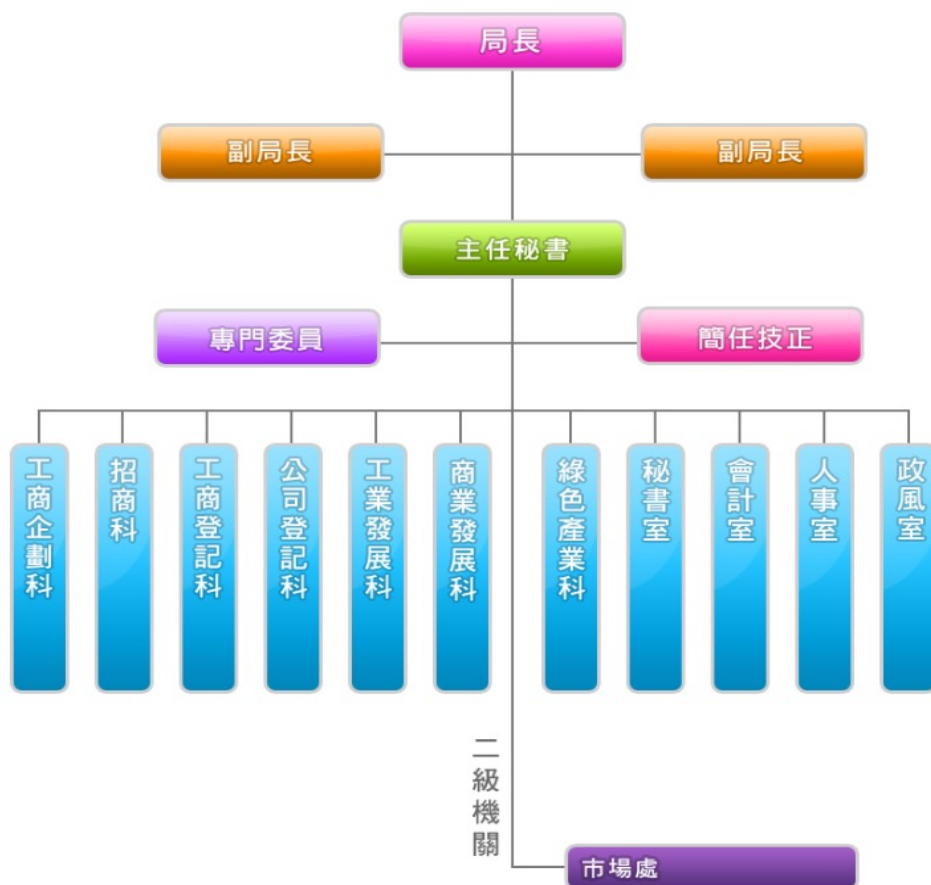 局長
副局長
副局長
主任秘書
專門委員
簡任技正
工商企劃科
招商科
工商登記科
公司登記科
工業發展科
商業發展科
綠色產業科
秘書室
會計室
人事室
政風室
二級機關
市場處